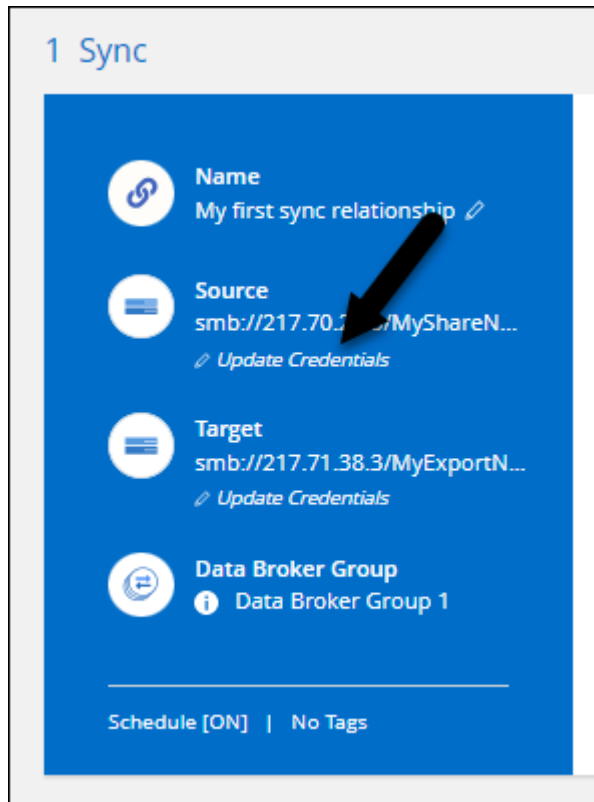 1 Sync
Name
My first sync relationship
Source
smb://217.70. /MyShareN...
Update Credentials
Target
smb://217.71.38.3/MyExportN...
Update Credentials
Data Broker Group
i Data Broker Group 1
Schedule [ON] | No Tags